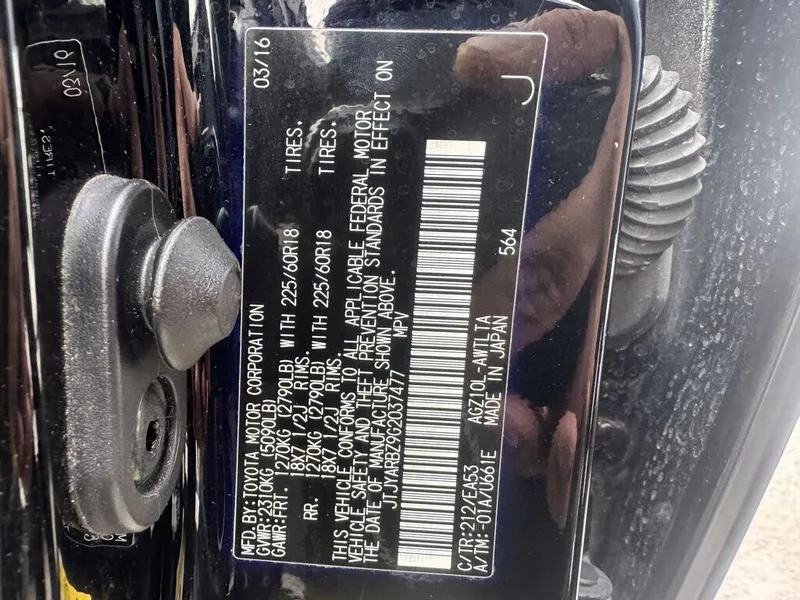 MFD.BY:TOYOTA MOTOR CORPORATION 03/16
GVWR:2310KG (5090LB)
GAWR:FRT. 1270KG (2790LB) WITH 225/60R18 TIRES.
18X7 1/2J RIMS.
RR. 1270KG (2790LB) WITH 225/60R18 TIRES.
18X7 1/2J RIMS.
THIS VEHICLE CONFORMS TO ALL APPLICABLE FEDERAL MOTOR
VEHICLE SAFETY AND THEFT PREVENTION STANDARDS IN EFFECT ON
THE DATE OF MANUFACTURE SHOWN ABOVE.
JTJYARBZ9G2037477 MPV
C/TR:212/EA53 AGZ10L-AWTLTA
A/TM:-01A/U661E MADE IN JAPAN 564
J